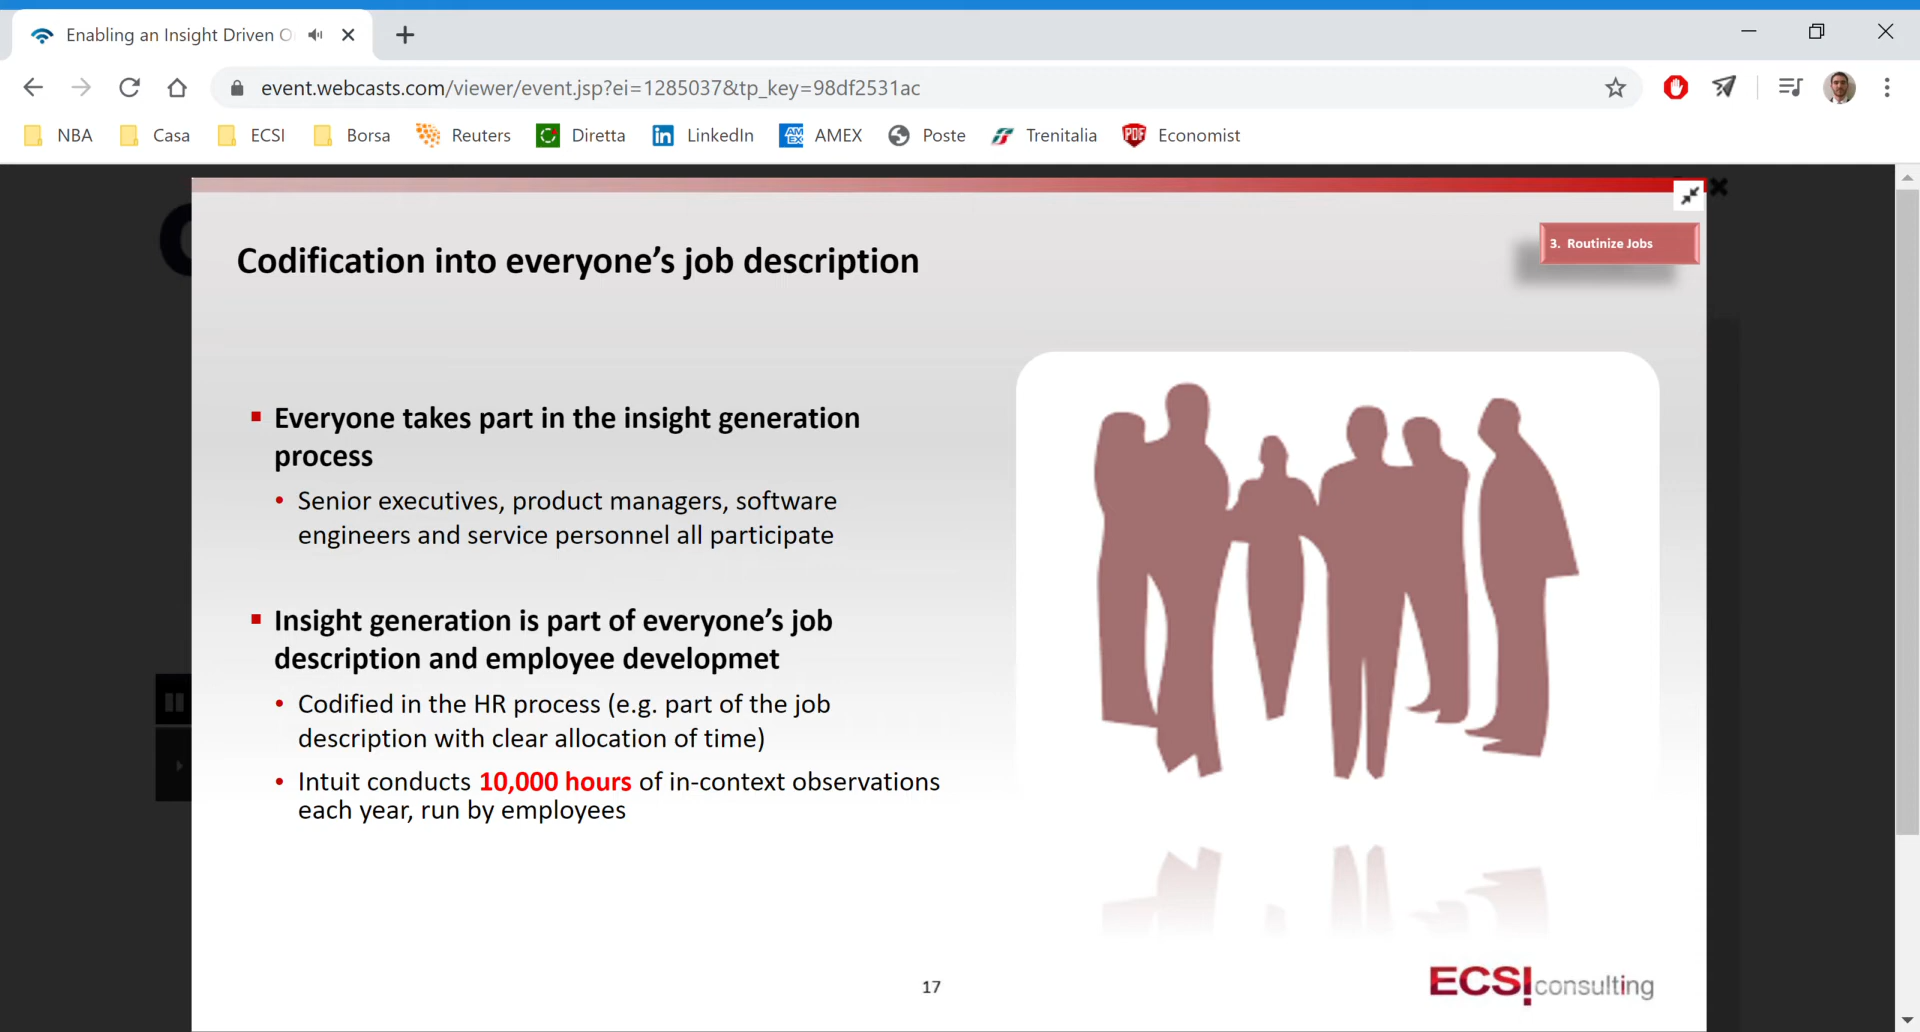 Enabling an Insight Driven O
event.webcasts.com/viewer/event.jsp?ei=1285037&tp_key=98df2531ac
NBA Casa ECSI Borsa Reuters Diretta LinkedIn AMEX Poste Trenitalia Economist
3. Routinize Jobs
Codification into everyone’s job description
Everyone takes part in the insight generation
process
Senior executives, product managers, software
engineers and service personnel all participate
Insight generation is part of everyone’s job
description and employee developmet
Codified in the HR process (e.g. part of the job
description with clear allocation of time)
Intuit conducts 10,000 hours of in-context observations
each year, run by employees
17
ECSI consulting